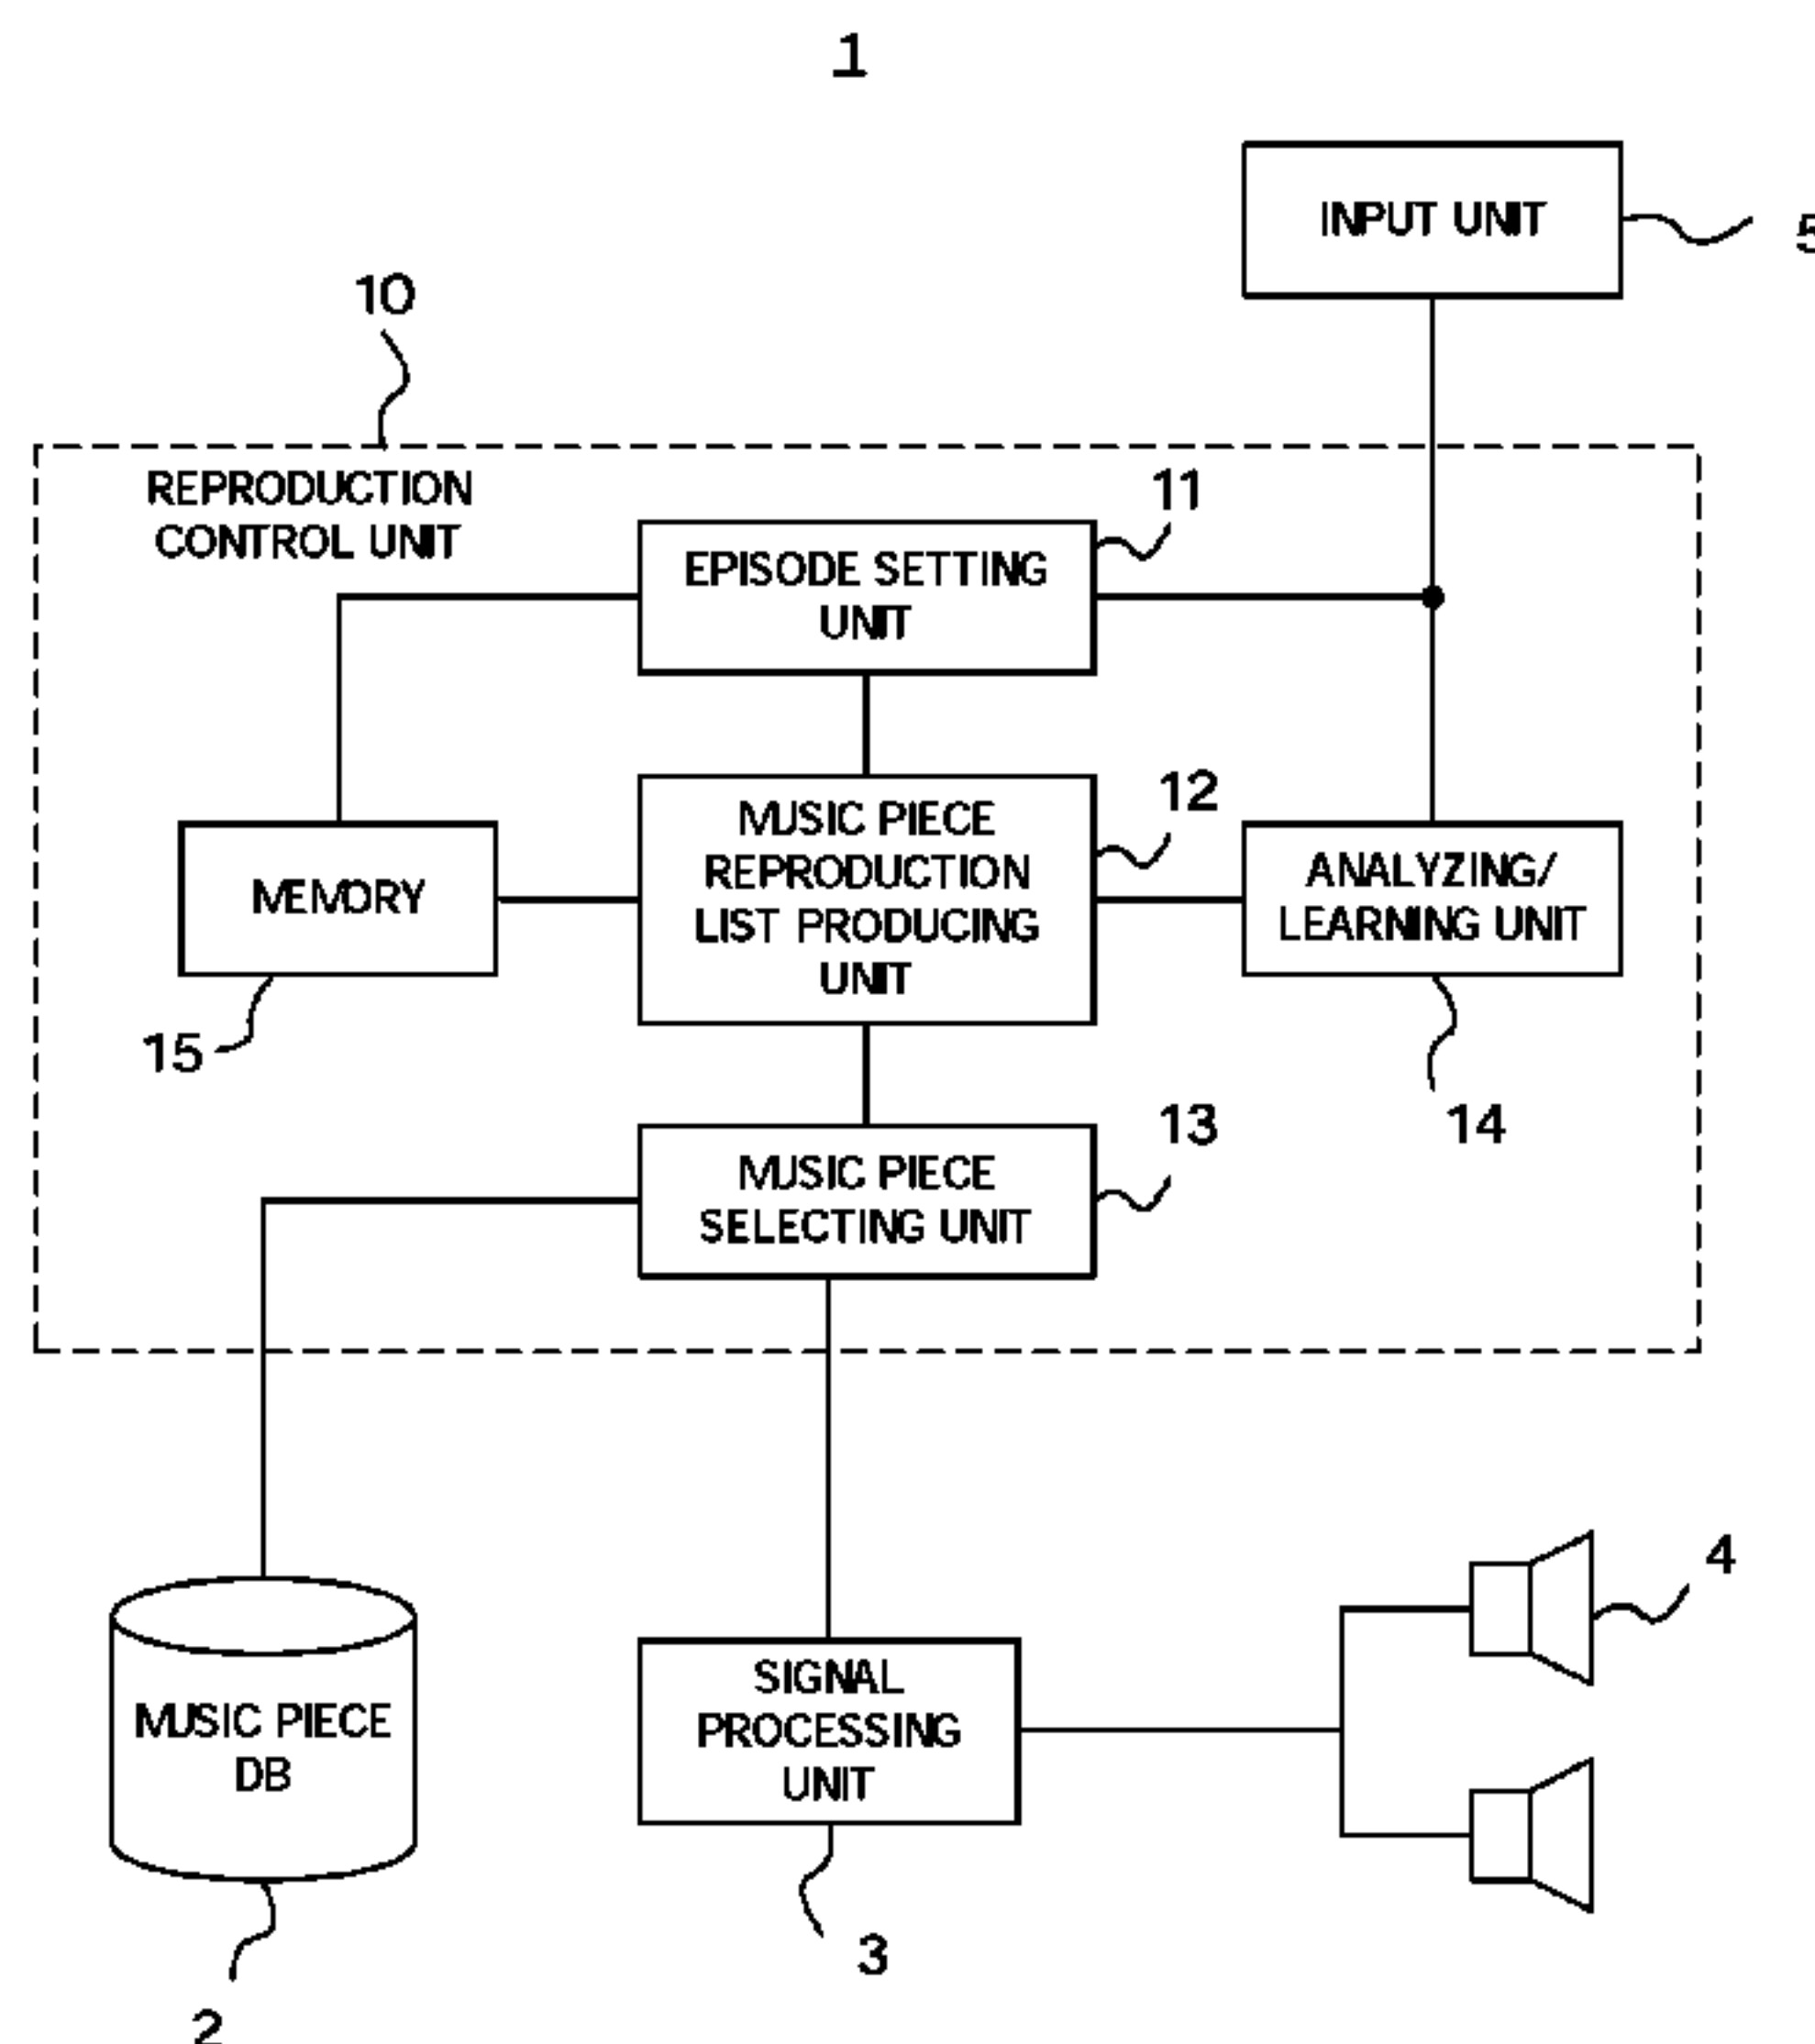 1
INPUT UNIT
5
10
REPRODUCTION
CONTROL UNIT
11
EPISODE SETTING
UNIT
12
MUSIC PIECE
REPRODUCTION
LIST PRODUCING
UNIT
MEMORY
ANALYZING/
LEARNING UNIT
15
14
13
MUSIC PIECE
SELECTING UNIT
4
MUSIC PIECE
DB
SIGNAL
PROCESSING
UNIT
3
2